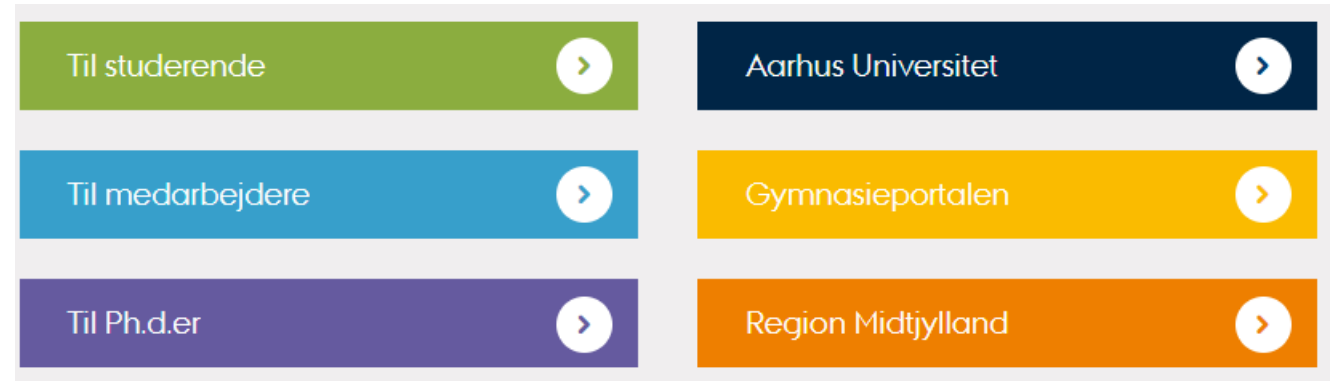 Til studerende
Aarhus Universitet
Til medarbejdere
Gymnasieportalen
Til Ph.d.er
Region Midtjylland